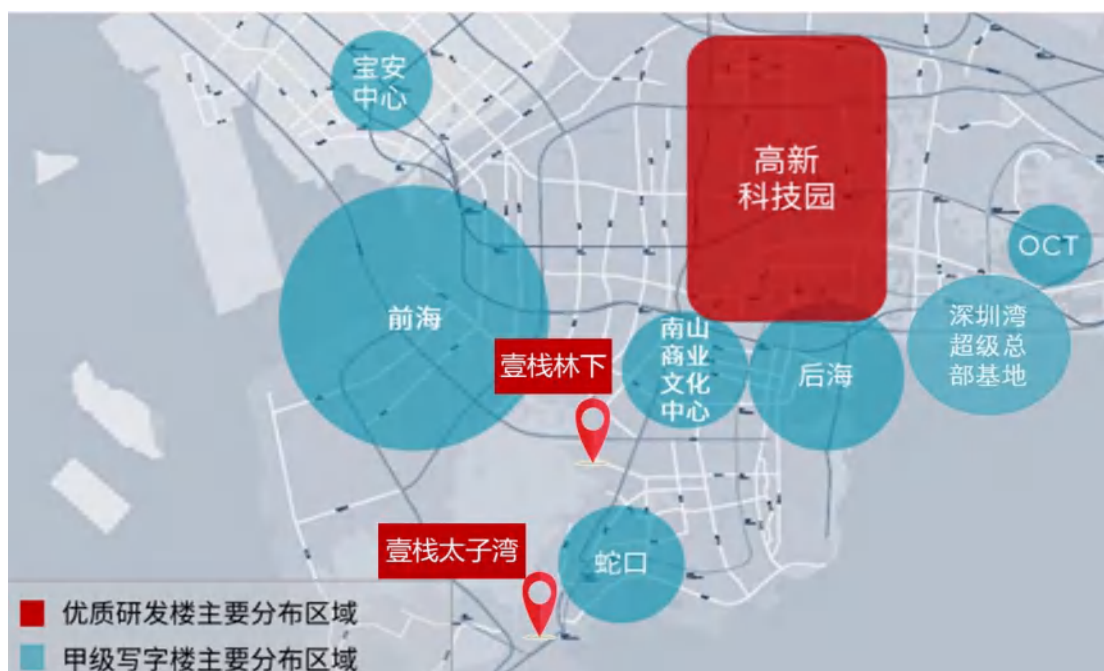 宝安
中心
高新
科技园
OCT
前海
深圳湾
超级总
部基地
南山
商业
文化
中心
后海
壹栈林下
壹栈太子湾
蛇口
优质研发楼主要分布区域
甲级写字楼主要分布区域